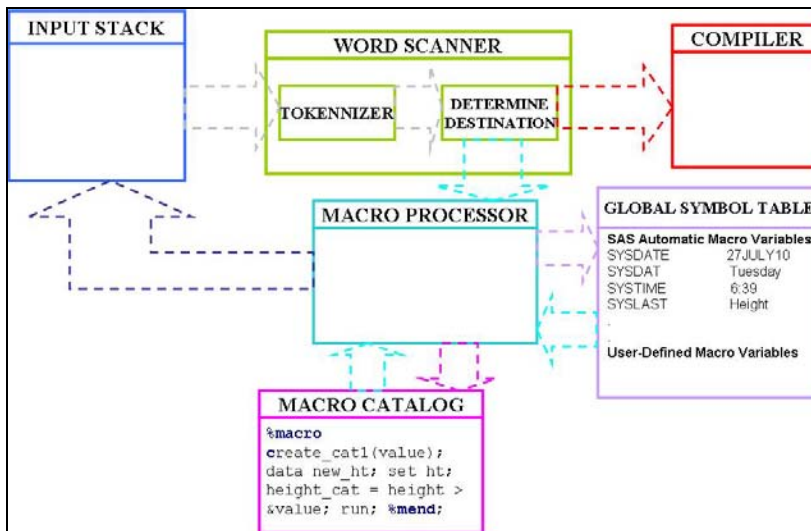 INPUT STACK
WORD SCANNER
TOKENNIZER
DETERMINE
DESTINATION
COMPILER
MACRO PROCESSOR
GLOBAL SYMBOL TABLE
SAS Automatic Macro Variables
SYSDATE 27JULY10
SYSDAT Tuesday
SYSTIME 6:39
SYSLAST Height
.
.
User-Defined Macro Variables
MACRO CATALOG
%macro
create_cat1(value);
data new_ht; set ht;
height_cat = height >
&value; run; %mend;